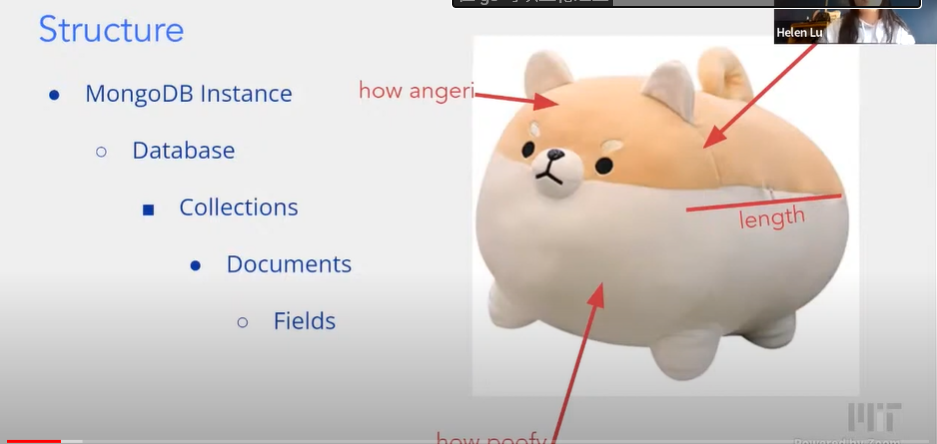 Structure
Helen Lu
MongoDB Instance
how angeri
Database
Collections
length
Documents
Fields
how poofy
MIT
Powered by Zoom